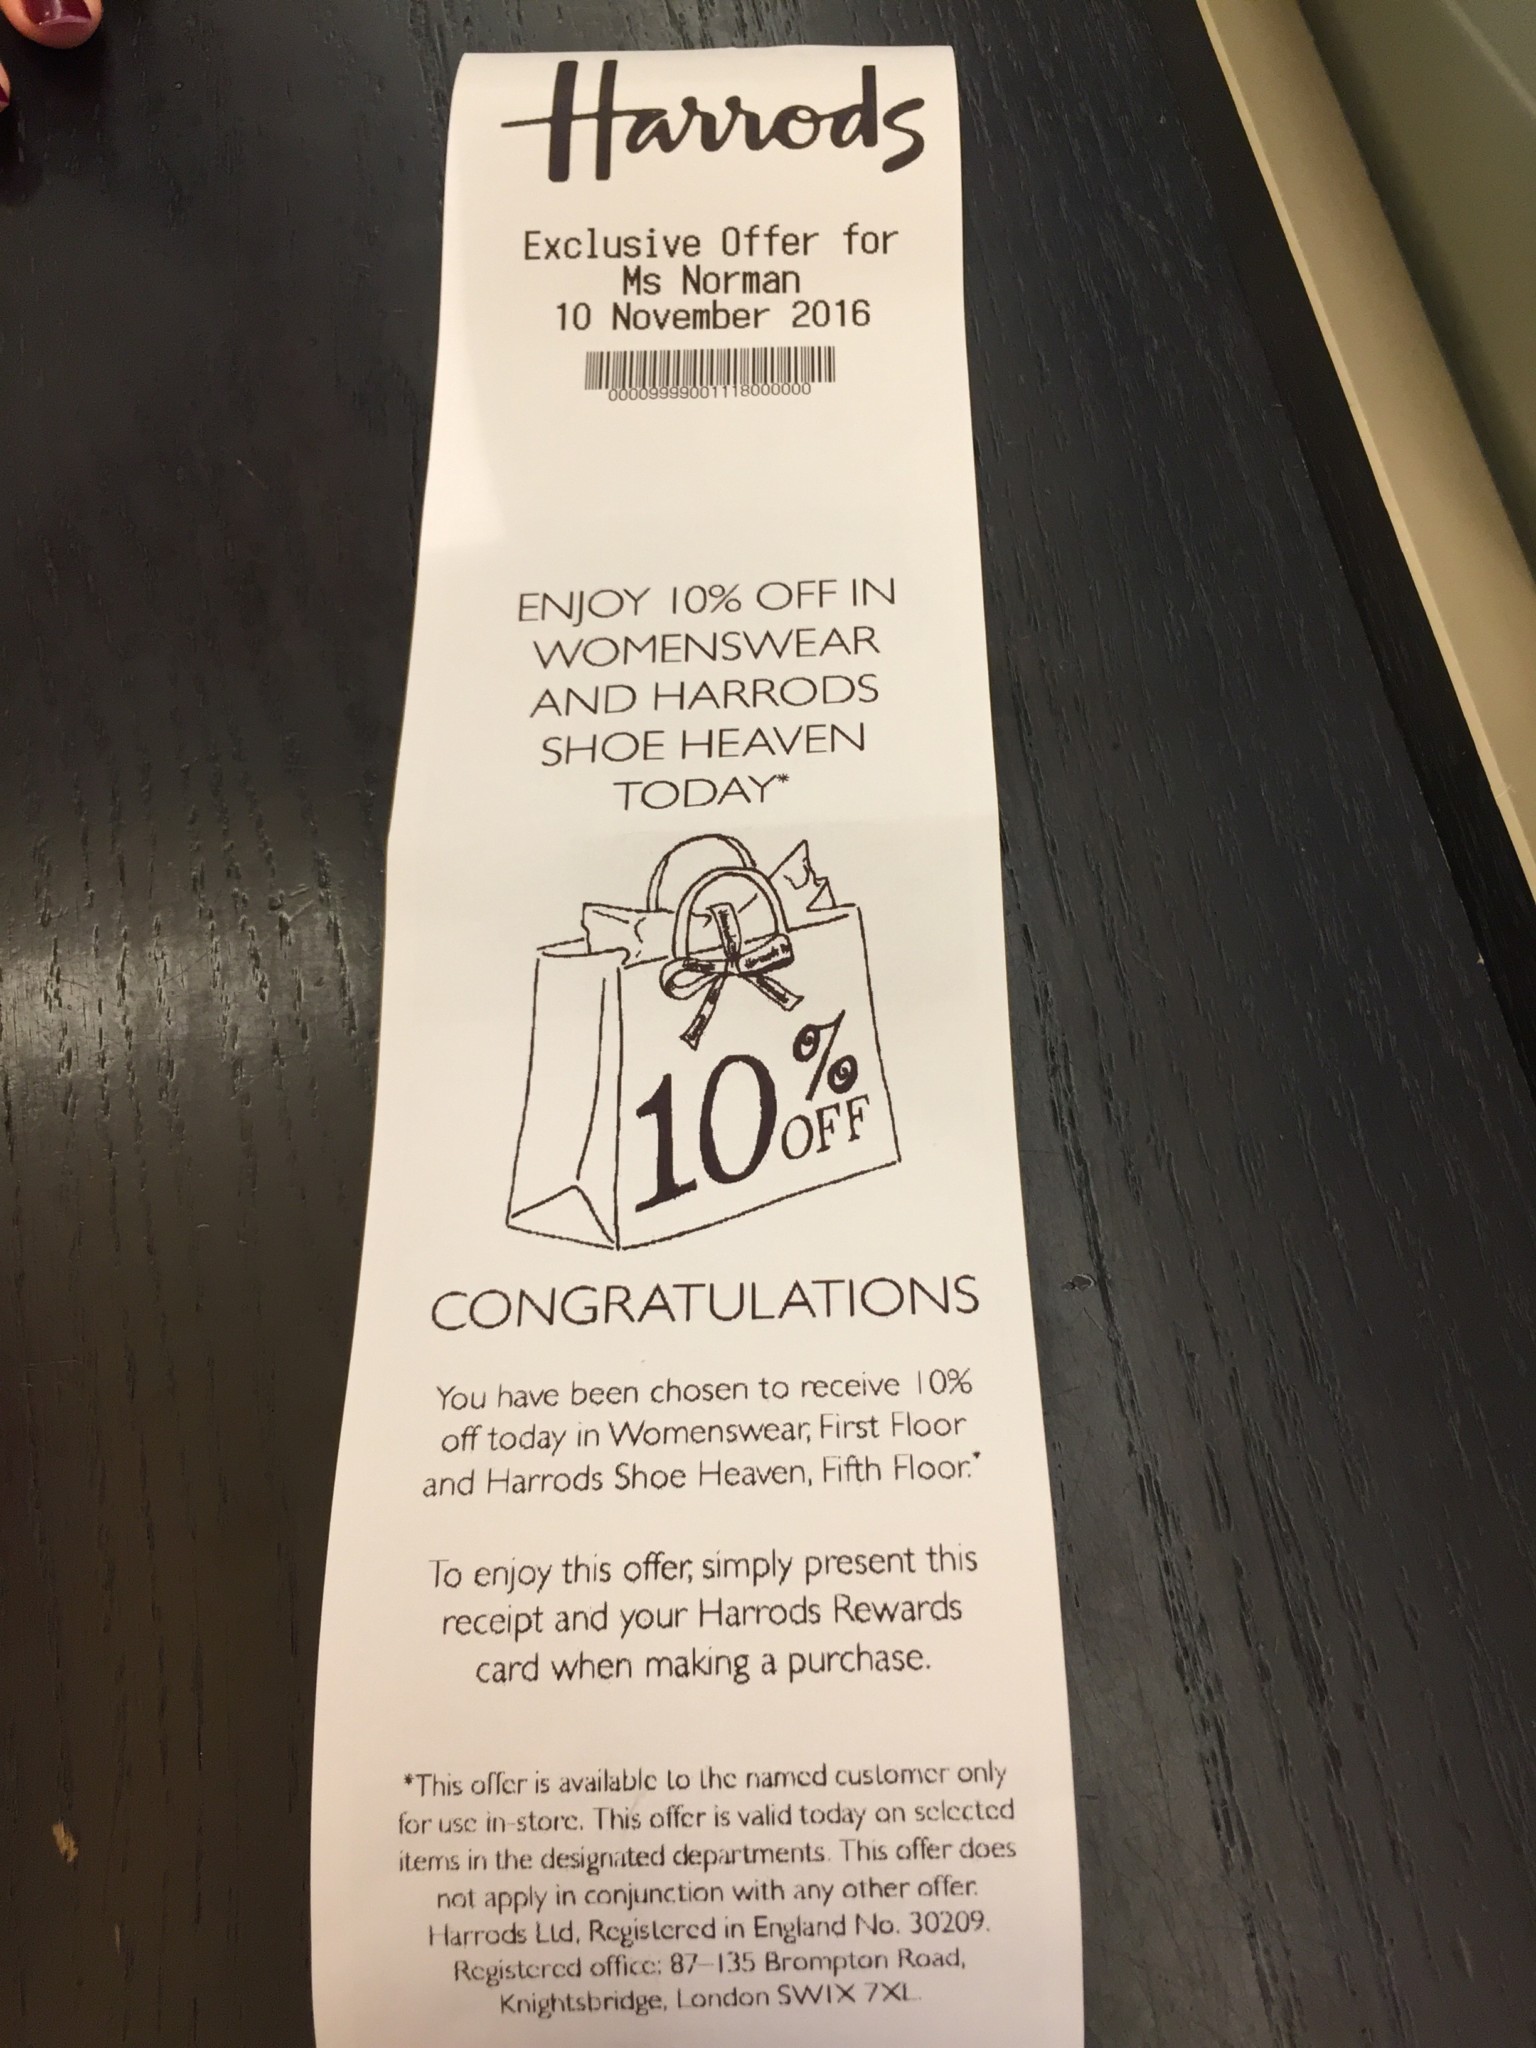 Harrods
Exclusive Offer for
Ms Norman
10 November 2016
00009999001118000000
ENJOY 10% OFF IN
WOMENSWEAR
AND HARRODS
SHOE HEAVEN
TODAY*
10% OFF
CONGRATULATIONS
You have been chosen to receive 10%
off today in Womenswear, First Floor
and Harrods Shoe Heaven, Fifth Floor.*
To enjoy this offer, simply present this
receipt and your Harrods Rewards
card when making a purchase.
*This offer is available to the named customer only
for use in-store. This offer is valid today on selected
items in the designated departments. This offer does
not apply in conjunction with any other offer.
Harrods Ltd, Registered in England No. 30209.
Registered office: 87–135 Brompton Road,
Knightsbridge, London SW1X 7XL.